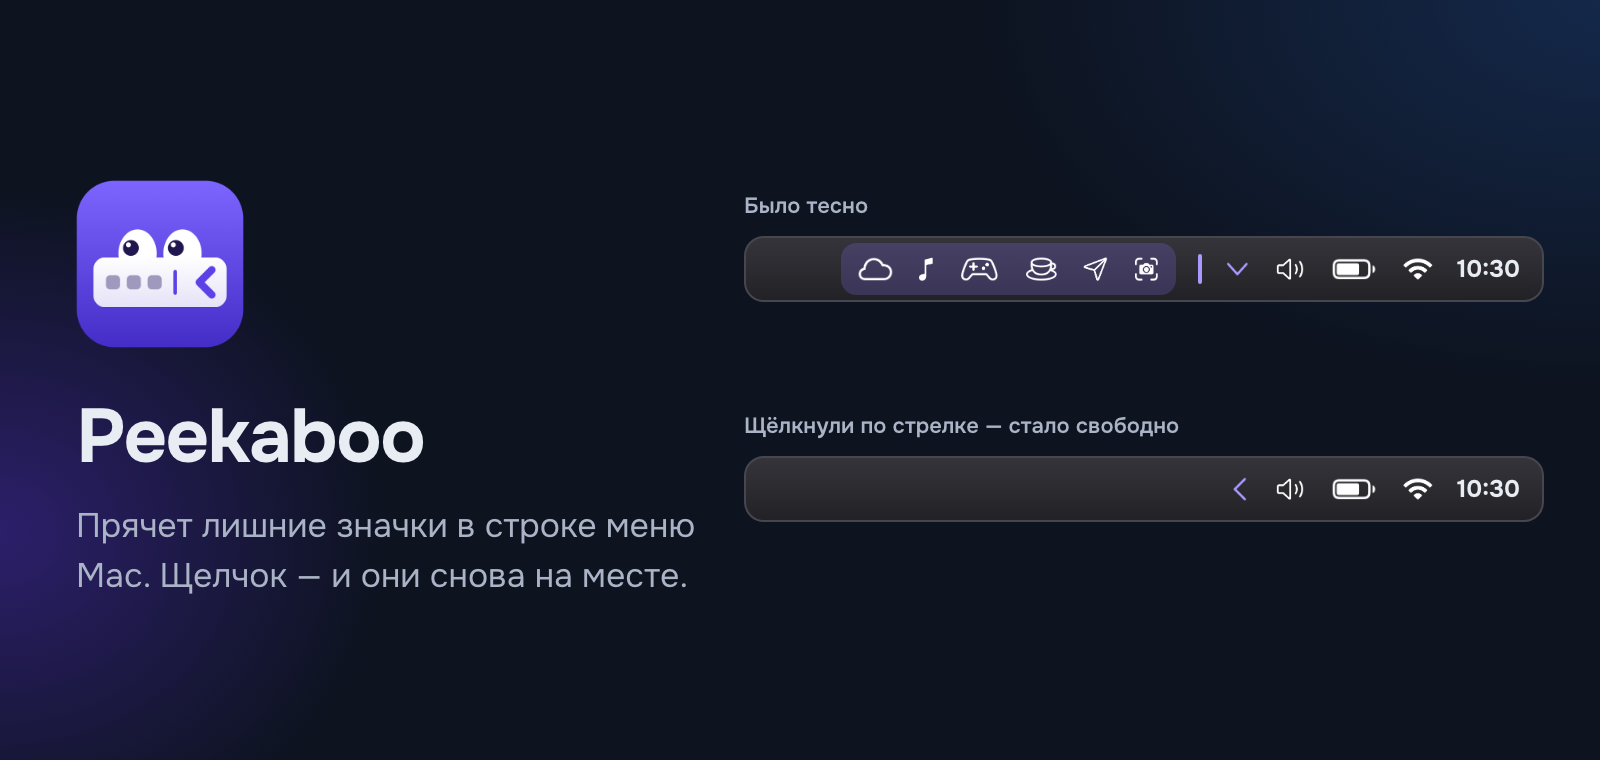 Peekaboo
Прячет лишние значки в строке меню
Mac. Щелчок — и они снова на месте.
Было тесно
10:30
Щёлкнули по стрелке — стало свободно
10:30